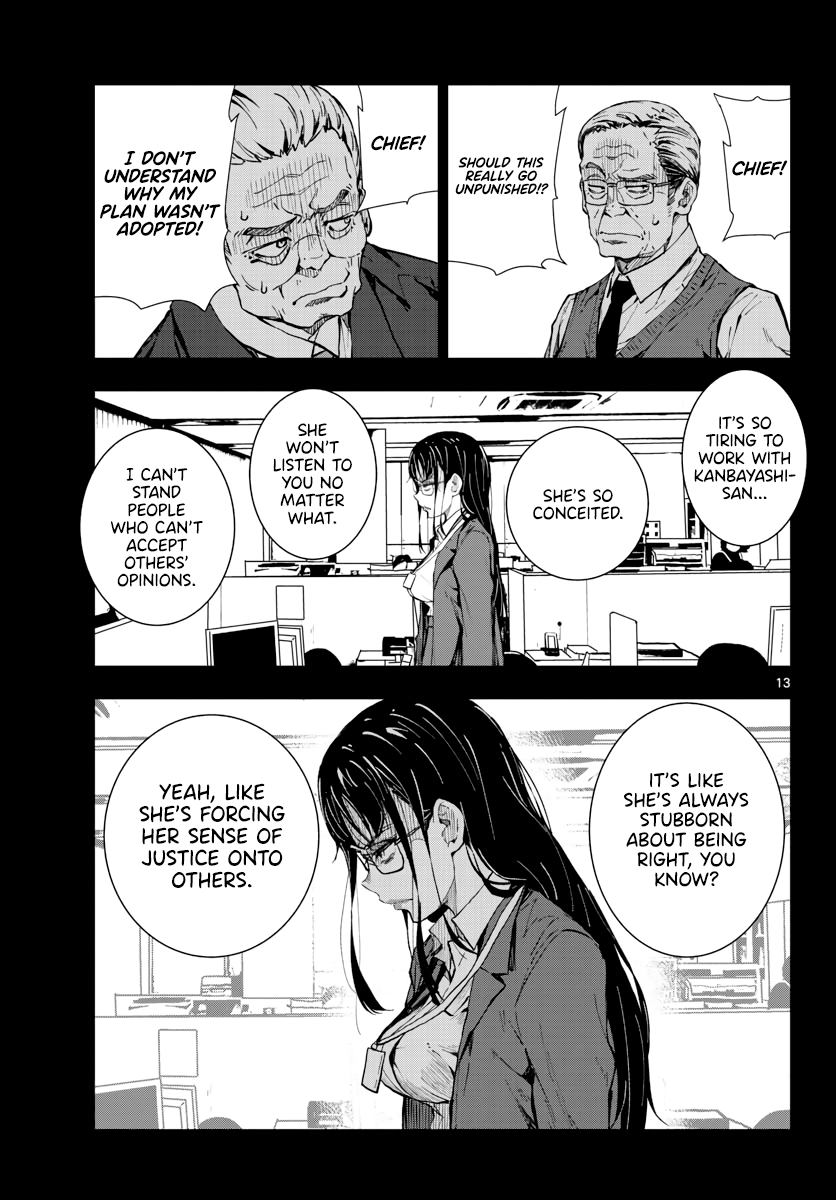 CHIEF!
SHOULD THIS
REALLY GO
UNPUNISHED!?
CHIEF!
I DON'T
UNDERSTAND
WHY MY
PLAN WASN'T
ADOPTED!
IT'S SO
TIRING TO
WORK WITH
KANBAYASHI-
SAN...
SHE'S SO
CONCEITED.
SHE
WON'T
LISTEN TO
YOU NO
MATTER
WHAT.
I CAN'T
STAND
PEOPLE
WHO CAN'T
ACCEPT
OTHERS'
OPINIONS.
13
IT'S LIKE
SHE'S ALWAYS
STUBBORN
ABOUT BEING
RIGHT, YOU
KNOW?
YEAH, LIKE
SHE'S FORCING
HER SENSE OF
JUSTICE ONTO
OTHERS.